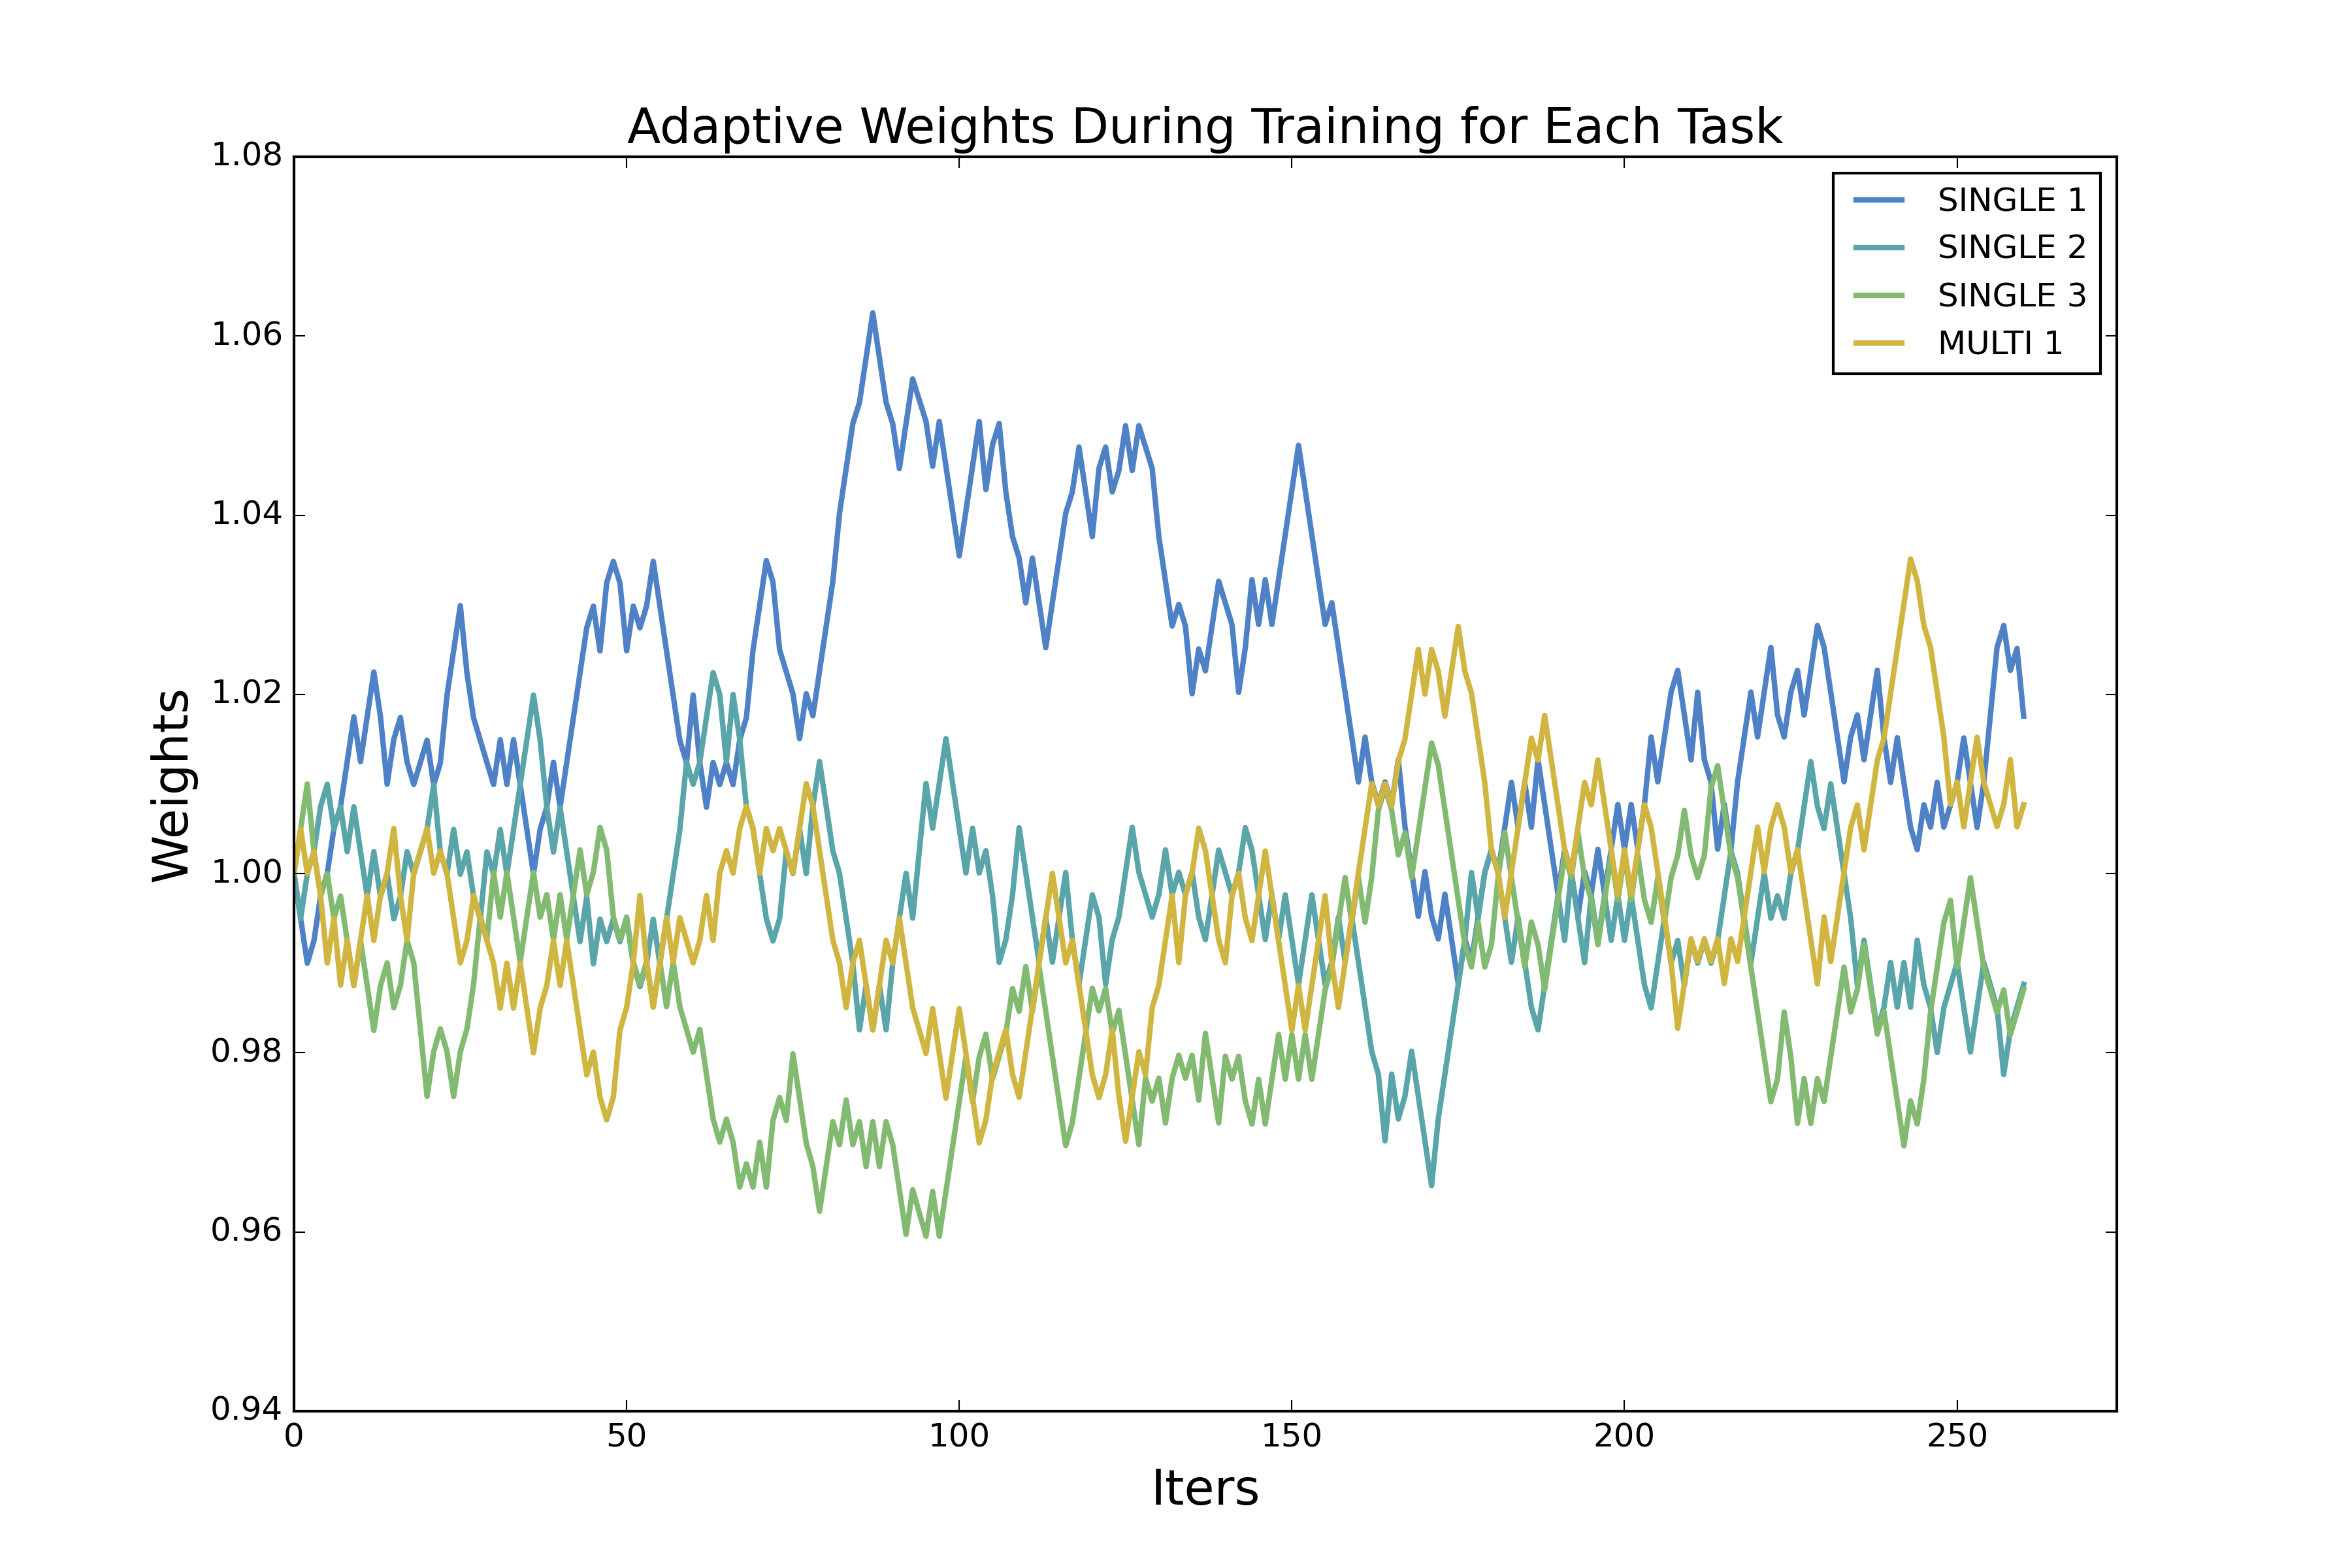 Adaptive Weights During Training for Each Task
1.08
1.06
1.04
1.02
1.00
0.98
0.96
0.94
Weights
SINGLE 1
SINGLE 2
SINGLE 3
MULTI 1
0 50 100 150 200 250
Iters